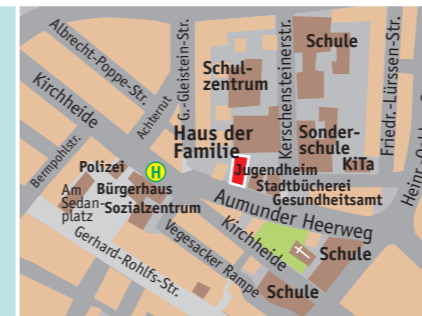 Albrecht-Poppe-Str.
Kirchheide
Achterrut
G.-Gleistein-Str.
Schul-
zentrum
Kerschensteinerstr.
Schule
Friedr.-Lürssen-Str.
Haus der
Familie
Sonder-
schule
KiTa
Bermpohlstr.
Polizei
H
Jugendheim
Stadtbücherei
Gesundheitsamt
Am
Sedan-
platz
Bürgerhaus
Sozialzentrum
Aumunder Heerweg
Kirchheide
Vegesacker Rampe
Gerhard-Rohlfs-Str.
Schule
Schule